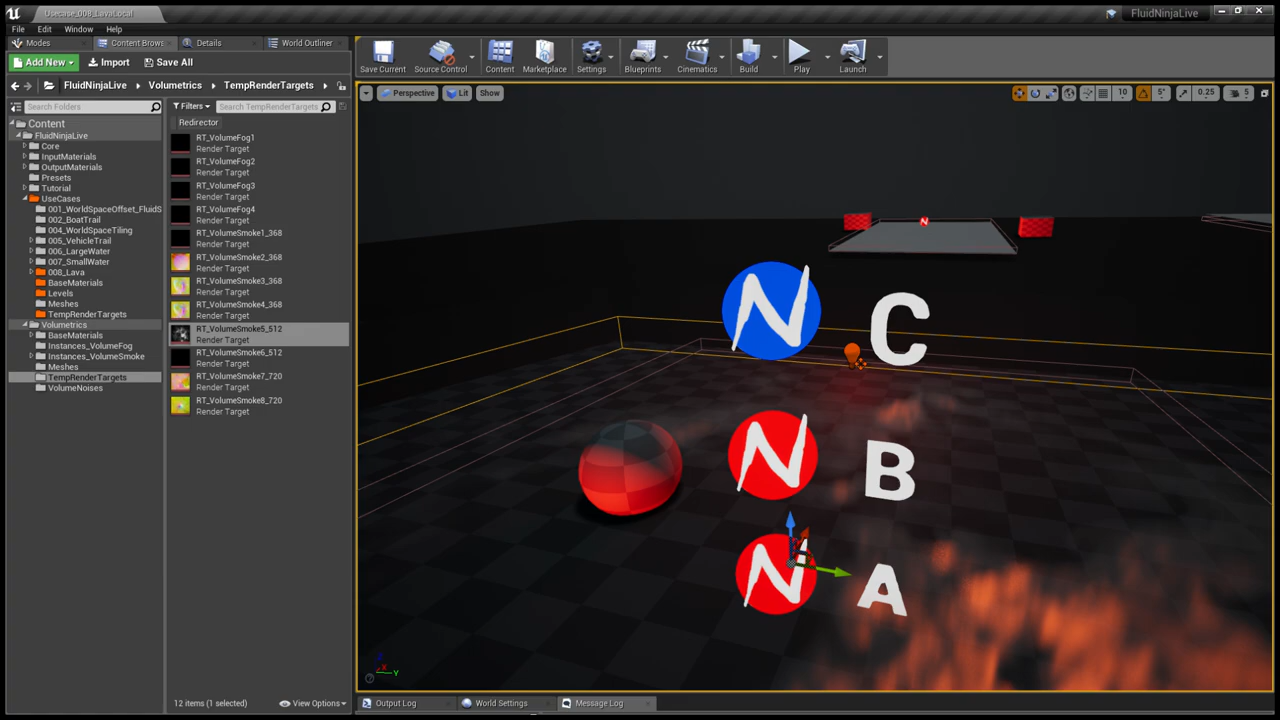 Usecase_008_LavaLocal
FluidNinjaLive
File Edit Window Help
Modes Content Brows Details World Outliner
Add New Import Save All
FluidNinjaLive Volumetrics TempRenderTargets
Search Folders
Filters Search TempRenderTargets
Redirector
Content
FluidNinjaLive
Core
InputMaterials
OutputMaterials
Presets
Tutorial
UseCases
001_WorldSpaceOffset_FluidS
002_BoatTrail
004_WorldSpaceTiling
005_VehicleTrail
006_LargeWater
007_SmallWater
008_Lava
BaseMaterials
Levels
Meshes
TempRenderTargets
Volumetrics
BaseMaterials
Instances_VolumeFog
Instances_VolumeSmoke
Meshes
TempRenderTargets
VolumeNoises
RT_VolumeFog1
Render Target
RT_VolumeFog2
Render Target
RT_VolumeFog3
Render Target
RT_VolumeFog4
Render Target
RT_VolumeSmoke1_368
Render Target
RT_VolumeSmoke2_368
Render Target
RT_VolumeSmoke3_368
Render Target
RT_VolumeSmoke4_368
Render Target
RT_VolumeSmoke5_512
Render Target
RT_VolumeSmoke6_512
Render Target
RT_VolumeSmoke7_720
Render Target
RT_VolumeSmoke8_720
Render Target
12 items (1 selected) View Options
Save Current Source Control Content Marketplace Settings Blueprints Cinematics Build Play Launch
Perspective Lit Show
10 5° 0.25 5
N
N C
N B
N A
X Y
Output Log World Settings Message Log